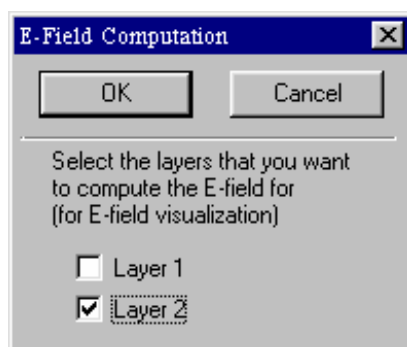 E-Field Computation
OK Cancel
Select the layers that you want
to compute the E-field for
(for E-field visualization)
Layer 1
Layer 2